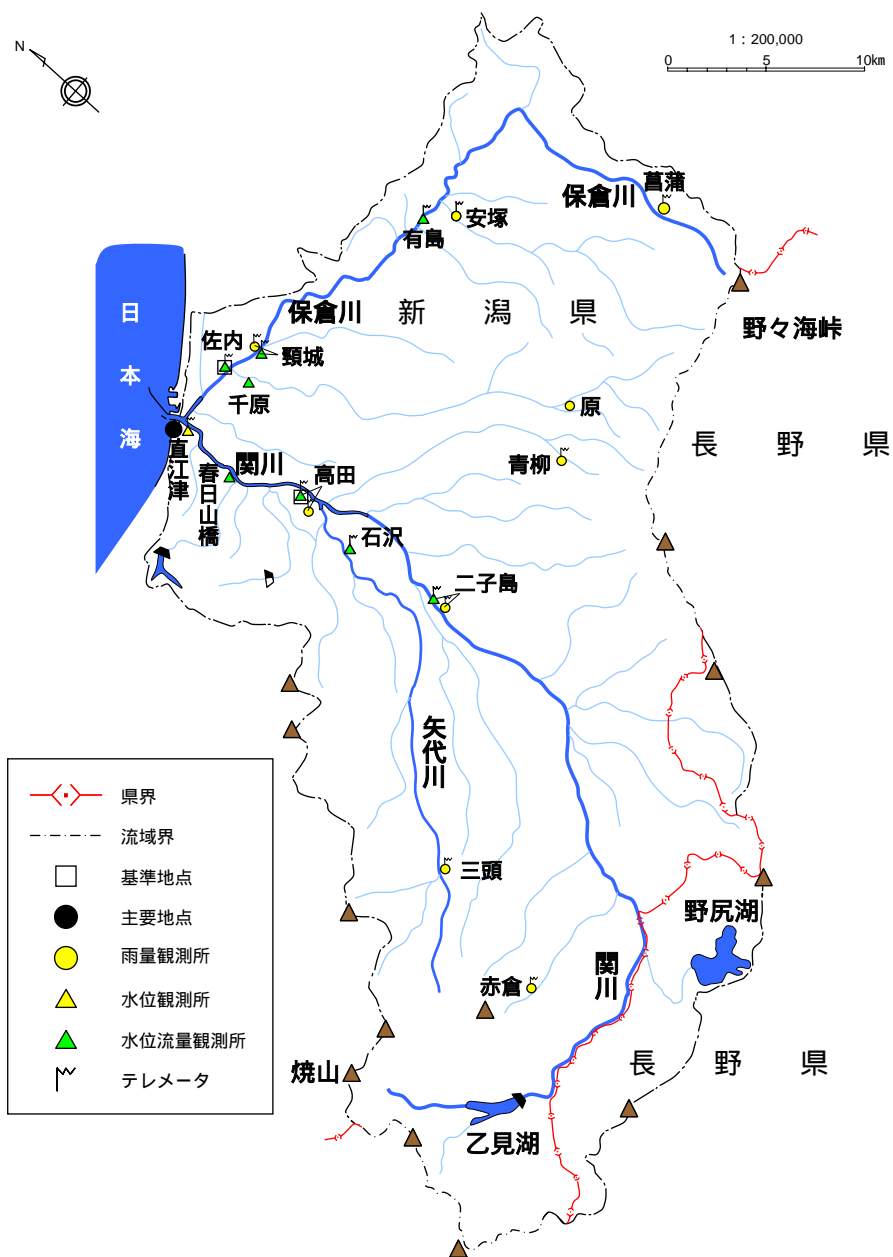 N
1：200,000
0 5 10km
菖蒲
保倉川
安塚
有島
野々海峠
保倉川
新潟県
佐内
頸城
千原
原
日本海
長野県
直江津
春日山橋
関川
高田
青柳
石沢
二子島
矢代川
三頭
野尻湖
関川
赤倉
長野県
焼山
乙見湖
県界
流域界
基準地点
主要地点
雨量観測所
水位観測所
水位流量観測所
テレメータ